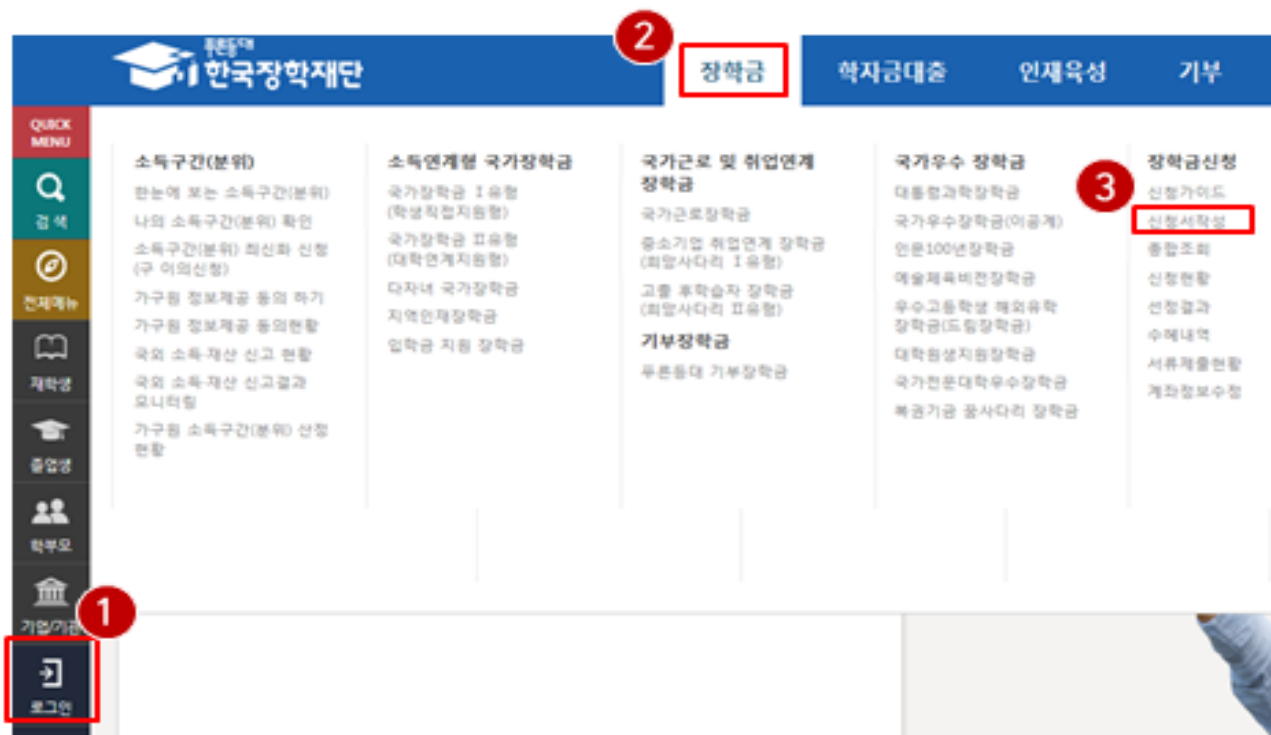 2
푸른등대
한국장학재단
장학금
학자금대출
인재육성
기부
QUICK
MENU
검색
전체메뉴
재학생
졸업생
학부모
기업/기관
1
로그인
소득구간(분위)
한눈에 보는 소득구간(분위)
나의 소득구간(분위) 확인
소득구간(분위) 최신화 신청
(구 이의신청)
가구원 정보제공 동의 하기
가구원 정보제공 동의현황
국외 소득·재산 신고 현황
국외 소득·재산 신고결과
모니터링
가구원 소득구간(분위) 산정
현황
소득연계형 국가장학금
국가장학금 Ⅰ유형
(학생직접지원형)
국가장학금 Ⅱ유형
(대학연계지원형)
다자녀 국가장학금
지역인재장학금
입학금 지원 장학금
국가근로 및 취업연계
장학금
국가근로장학금
중소기업 취업연계 장학금
(희망사다리 Ⅰ유형)
고졸 후학습자 장학금
(희망사다리 Ⅱ유형)
기부장학금
푸른등대 기부장학금
국가우수 장학금
대통령과학장학금
국가우수장학금(이공계)
인문100년장학금
예술체육비전장학금
우수고등학생 해외유학
장학금(드림장학금)
대학원생지원장학금
국가전문대학우수장학금
복권기금 꿈사다리 장학금
3
장학금신청
신청가이드
신청서작성
통합조회
신청현황
선정결과
수혜내역
서류제출현황
계좌정보수정